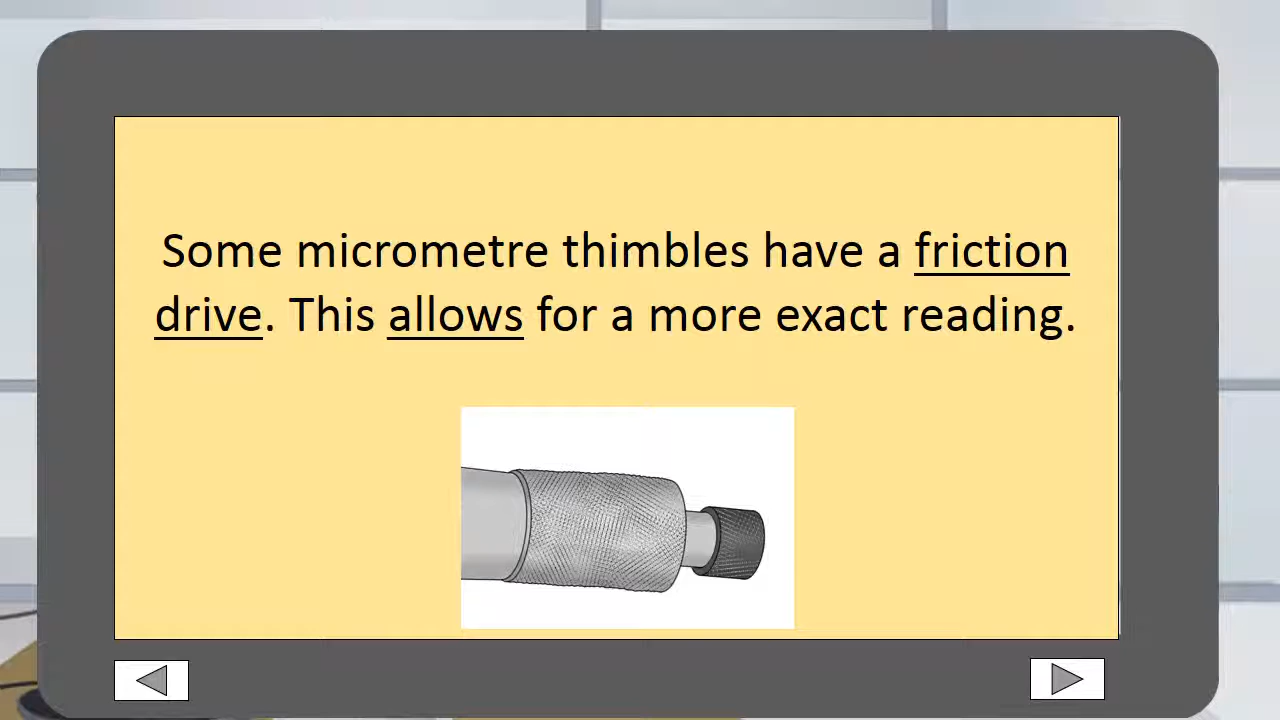 Some micrometre thimbles have a friction
drive. This allows for a more exact reading.